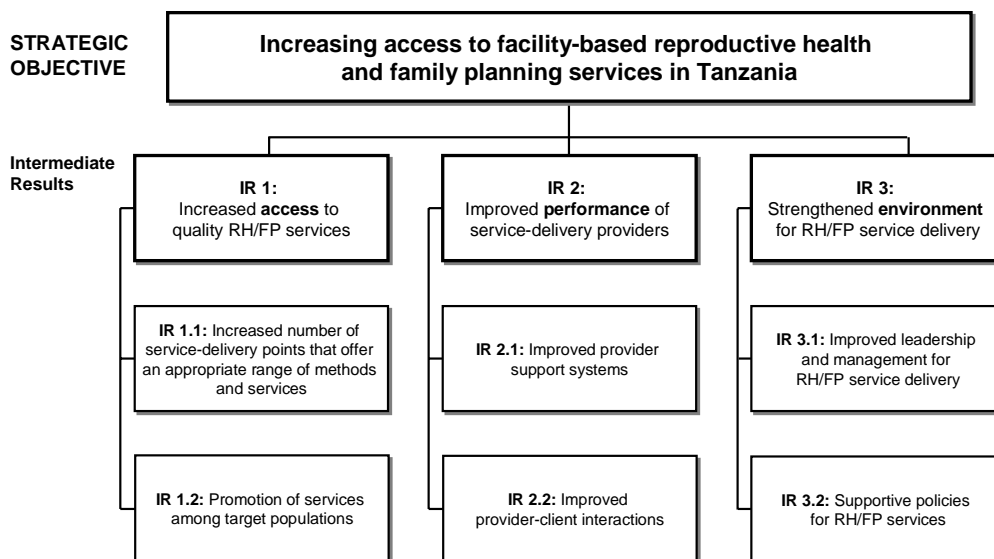 STRATEGIC
OBJECTIVE
Increasing access to facility-based reproductive health
and family planning services in Tanzania
Intermediate
Results
IR 1:
Increased access to
quality RH/FP services
IR 2:
Improved performance of
service-delivery providers
IR 3:
Strengthened environment
for RH/FP service delivery
IR 1.1: Increased number of
service-delivery points that offer
an appropriate range of methods
and services
IR 2.1: Improved provider
support systems
IR 3.1: Improved leadership
and management for
RH/FP service delivery
IR 1.2: Promotion of services
among target populations
IR 2.2: Improved
provider-client interactions
IR 3.2: Supportive policies
for RH/FP services